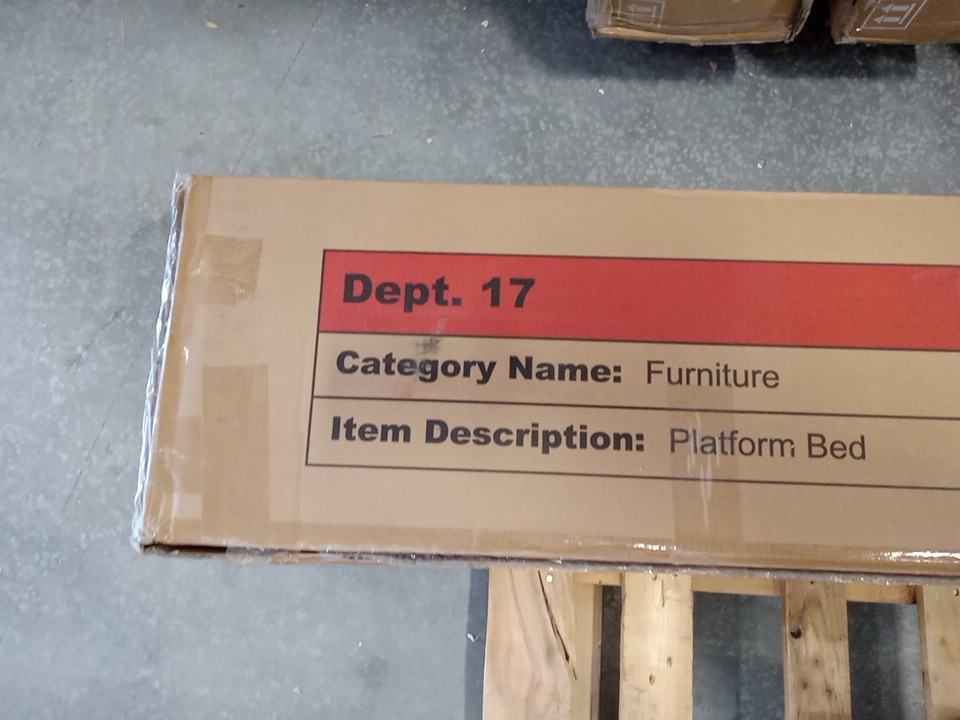 Dept. 17
Category Name: Furniture
Item Description: Platform Bed